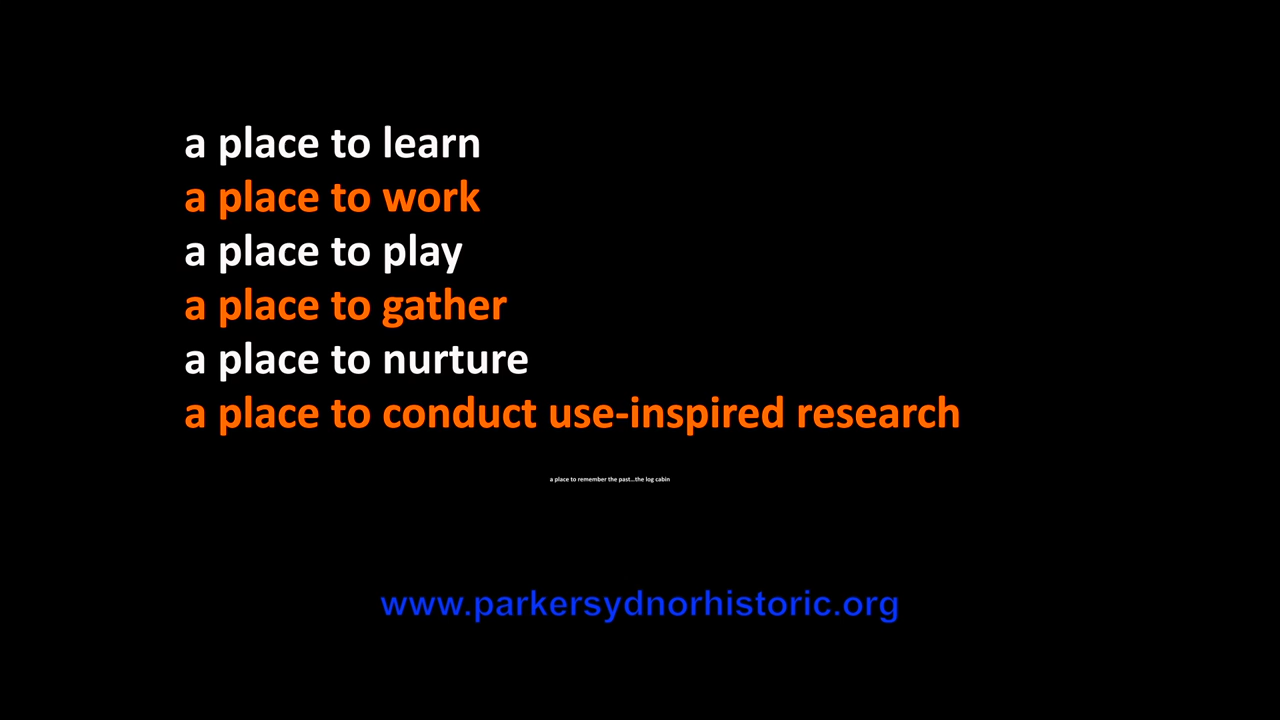 a place to learn
a place to work
a place to play
a place to gather
a place to nurture
a place to conduct use-inspired research
a place to remember the past...the log cabin
www.parkersydnorhistoric.org